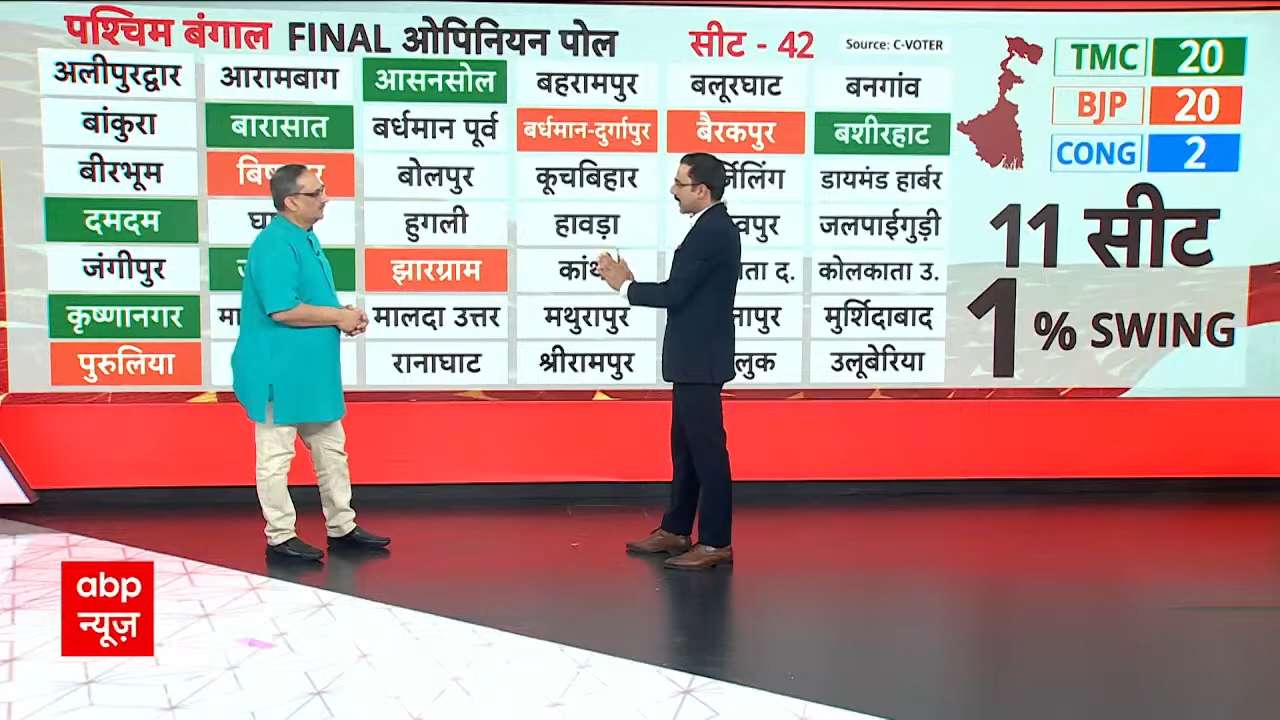 पश्चिम बंगाल FINAL ओपिनियन पोल सीट - 42 Source: C-VOTER
TMC 20
BJP 20
CONG 2
11 सीट
1 % SWING
अलीपुरद्वार आरामबाग आसनसोल बहरामपुर बलूरघाट बनगांव
बांकुरा बारासात बर्धमान पूर्व बर्धमान-दुर्गापुर बैरकपुर बशीरहाट
बीरभूम बोलपुर कूचबिहार डायमंड हार्बर
दमदम हुगली हावड़ा जलपाईगुड़ी
जंगीपुर झारग्राम कोलकाता उ.
कृष्णानगर मालदा उत्तर मथुरापुर मुर्शिदाबाद
पुरुलिया रानाघाट श्रीरामपुर उलूबेरिया
abp
न्यूज़